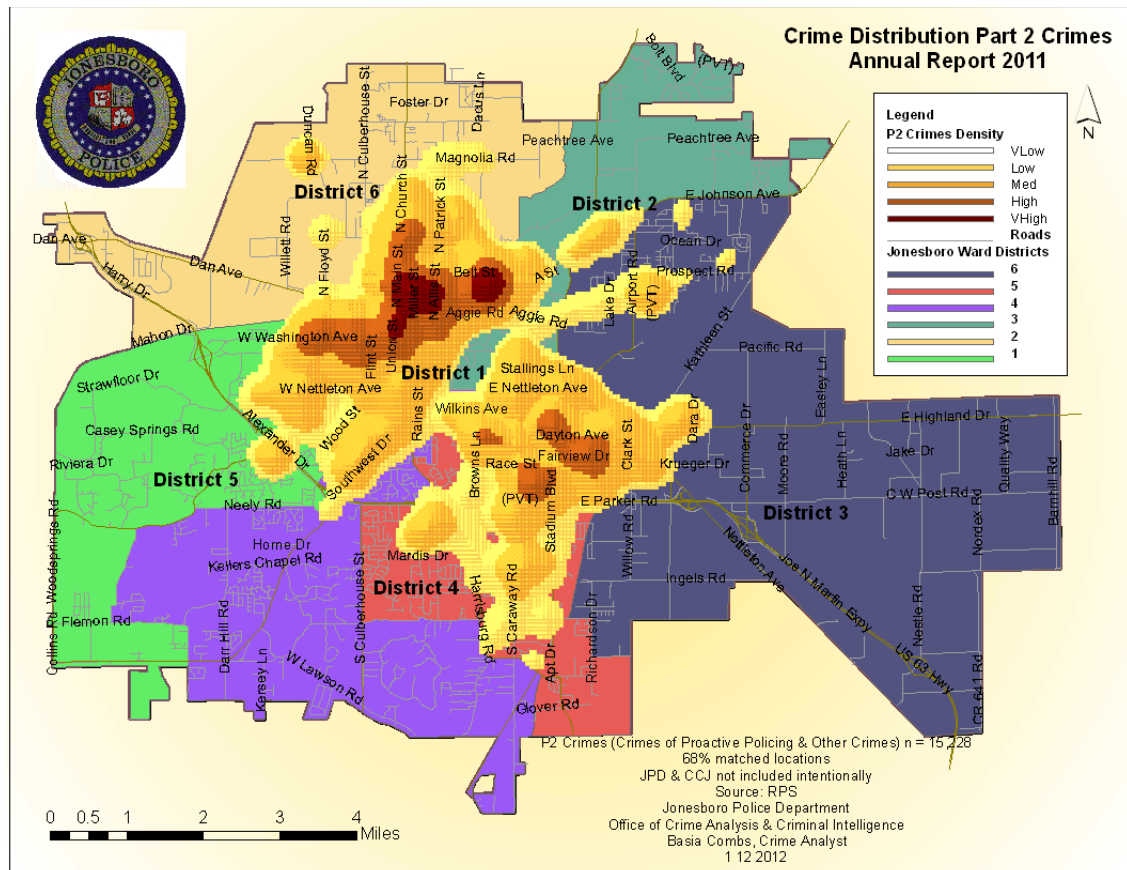 Crime Distribution Part 2 Crimes
Annual Report 2011
JONESBORO
POLICE
Legend
P2 Crimes Density
VLow
Low
Med
High
VHigh
Roads
Jonesboro Ward Districts
6
5
4
3
2
1
N
Bolt Blvd
(PVT)
Foster Dr
Dacus Ln
N Culberhouse St
Duncan Rd
Peachtree Ave
Peachtree Ave
Magnolia Rd
District 6
N Church St
N Patrick St
E Johnson Ave
District 2
Dan Ave
Willett Rd
N Floyd St
Ocean Dr
Dan Ave
Harry Dr
N Main St
Miller St
N Allis St
Belt St
A St
Prospect Rd
Lake Dr
Airport Rd
(PVT)
Aggie Rd
Aggie Rd
Mahon Dr
W Washington Ave
Flint St
Union St
Kathleen St
Pacific Rd
Strawfloor Dr
District 1
Stallings Ln
W Nettleton Ave
E Nettleton Ave
Easley Ln
Wilkins Ave
Rains St
Wood St
Alexander Dr
Casey Springs Rd
Southwest Dr
Dayton Ave
Fairview Dr
Clark St
Dara Dr
E Highland Dr
Riviera Dr
District 5
Browns Ln
Race St
(PVT)
Stadium Blvd
Krueger Dr
Commerce Dr
Moore Rd
Heath Ln
Jake Dr
Quality Way
Neely Rd
E Parker Rd
C W Post Rd
Nordex Rd
Barnhill Rd
District 3
Horne Dr
Kellers Chapel Rd
Mardis Dr
Willow Rd
Nettleton Ave
Joe N Martin Expy
Woodsprings Rd
Collins Rd
Flemon Rd
Darr Hill Rd
Kersey Ln
S Culberhouse St
District 4
Harrisburg Rd
S Caraway Rd
Ingels Rd
Richardson Dr
Nestle Rd
W Lawson Rd
Apt Dr
US 63 Hwy
CR 641 Rd
Glover Rd
P2 Crimes (Crimes of Proactive Policing & Other Crimes) n = 15,228
68% matched locations
JPD & CCJ not included intentionally
Source: RPS
Jonesboro Police Department
Office of Crime Analysis & Criminal Intelligence
Basia Combs, Crime Analyst
1 12 2012
0 0.5 1 2 3 4
Miles